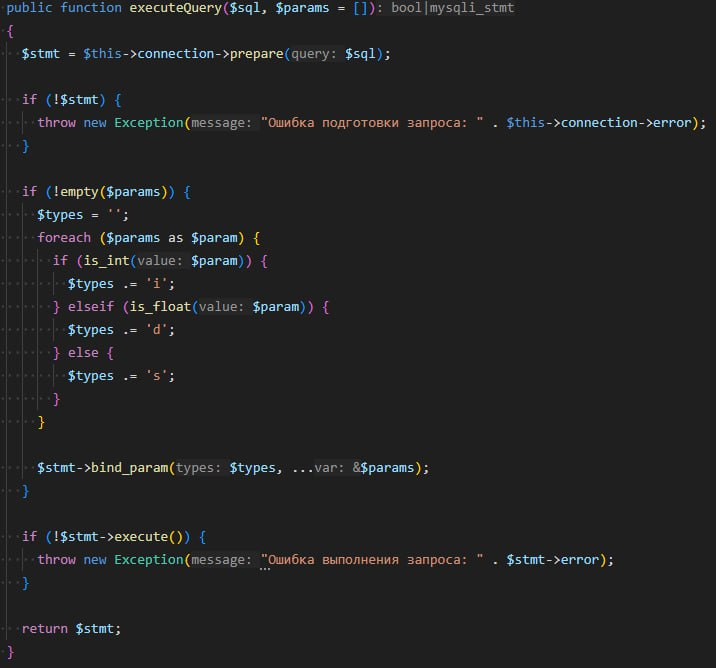 public function executeQuery($sql, $params = []): bool|mysqli_stmt
{
$stmt = $this->connection->prepare(query: $sql);
if (!$stmt) {
throw new Exception(message: "Ошибка подготовки запроса: " . $this->connection->error);
}
if (!empty($params)) {
$types = '';
foreach ($params as $param) {
if (is_int(value: $param)) {
$types .= 'i';
} elseif (is_float(value: $param)) {
$types .= 'd';
} else {
$types .= 's';
}
}
$stmt->bind_param(types: $types, ...var: &$params);
}
if (!$stmt->execute()) {
throw new Exception(message: "Ошибка выполнения запроса: " . $stmt->error);
}
return $stmt;
}